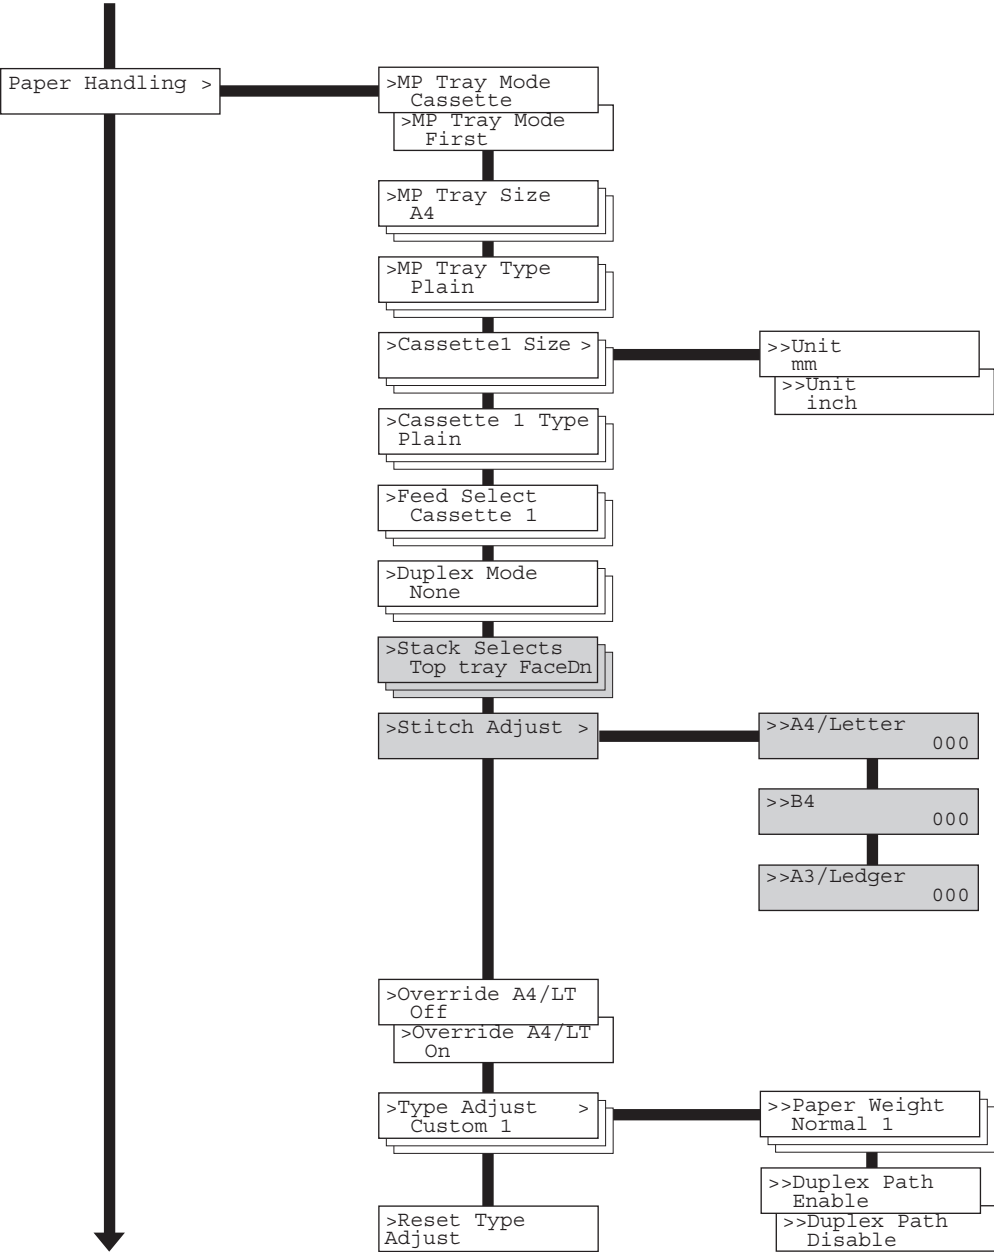 Paper Handling >
>MP Tray Mode
Cassette
>MP Tray Mode
First
>MP Tray Size
A4
>MP Tray Type
Plain
>Cassette1 Size >
>>Unit
mm
>>Unit
inch
>Cassette 1 Type
Plain
>Feed Select
Cassette 1
>Duplex Mode
None
>Stack Selects
Top tray FaceDn
>Stitch Adjust >
>>A4/Letter
000
>>B4
000
>>A3/Ledger
000
>Override A4/LT
Off
>Override A4/LT
On
>Type Adjust >
Custom 1
>>Paper Weight
Normal 1
>>Duplex Path
Enable
>>Duplex Path
Disable
>Reset Type
Adjust